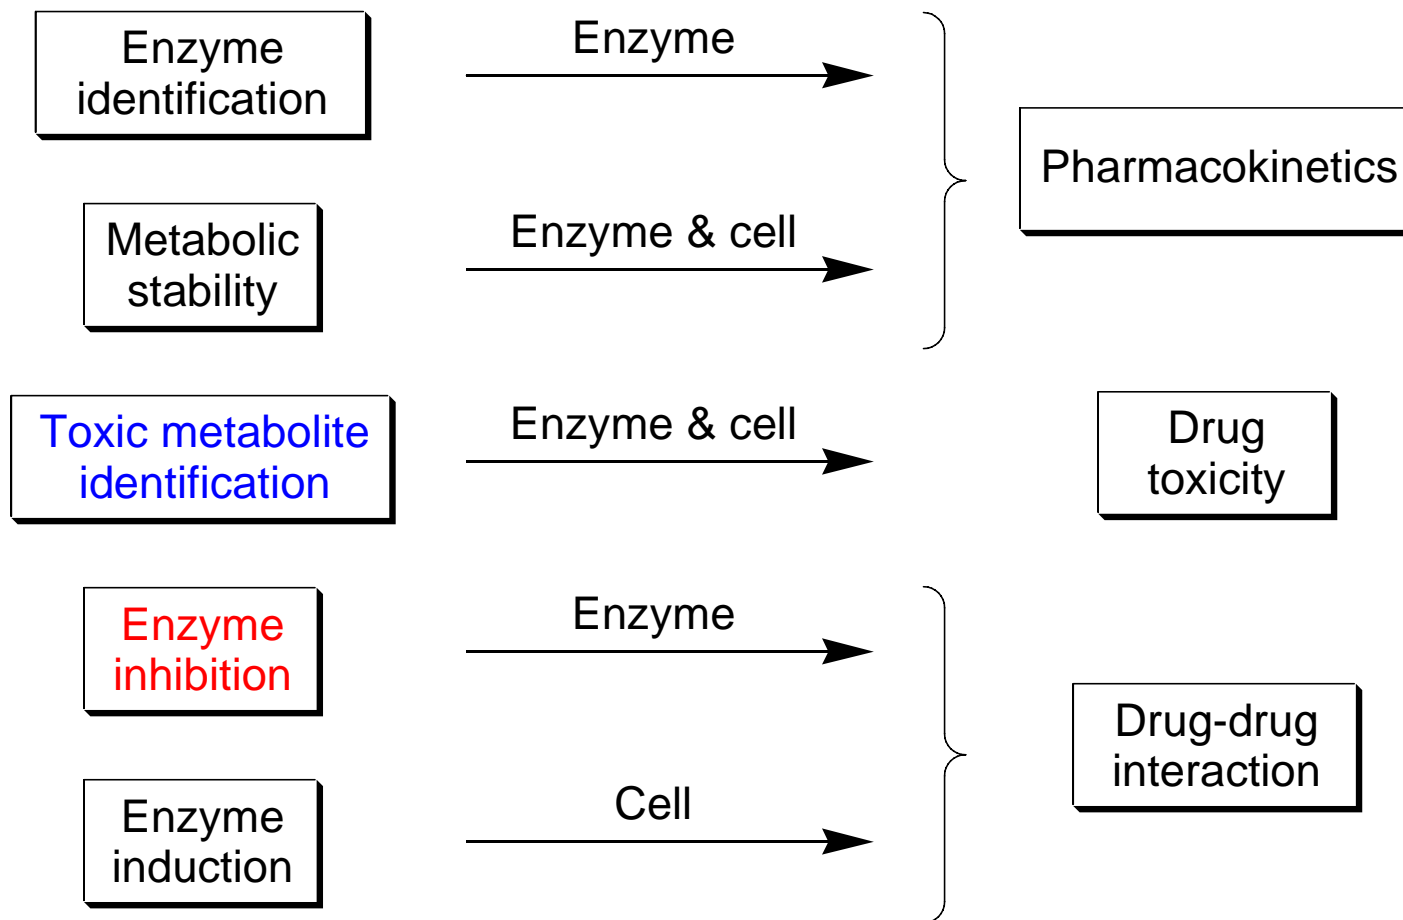 Enzyme
identification
Enzyme
Pharmacokinetics
Metabolic
stability
Enzyme & cell
Toxic metabolite
identification
Enzyme & cell
Drug
toxicity
Enzyme
inhibition
Enzyme
Drug-drug
interaction
Enzyme
induction
Cell